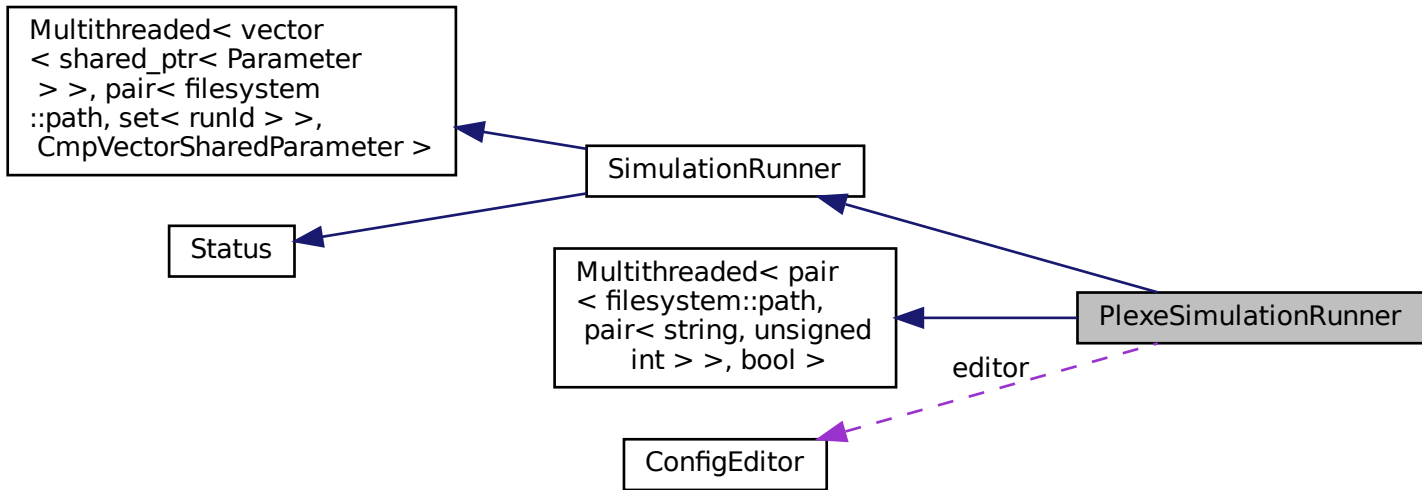 Multithreaded< vector
< shared_ptr< Parameter
> >, pair< filesystem
::path, set< runId > >,
CmpVectorSharedParameter >
SimulationRunner
Status
Multithreaded< pair
< filesystem::path,
pair< string, unsigned
int > >, bool >
PlexeSimulationRunner
editor
ConfigEditor